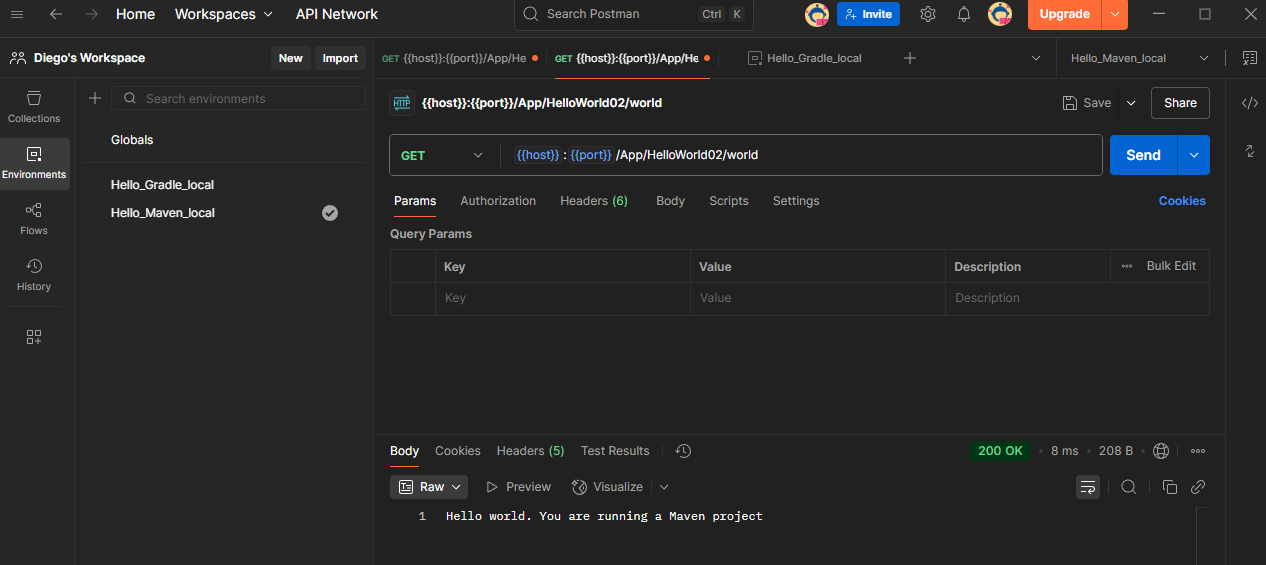 Home Workspaces API Network Search Postman Ctrl K Invite Upgrade
Diego's Workspace New Import
GET {{host}}:{{port}}/App/He GET {{host}}:{{port}}/App/He Hello_Gradle_local Hello_Maven_local
Collections
Environments
Flows
History
Search environments
Globals
Hello_Gradle_local
Hello_Maven_local
HTTP {{host}}:{{port}}/App/HelloWorld02/world Save Share
GET {{host}} : {{port}} /App/HelloWorld02/world Send
Params Authorization Headers (6) Body Scripts Settings Cookies
Query Params
Key Value Description Bulk Edit
Key Value Description
Body Cookies Headers (5) Test Results 200 OK 8 ms 208 B
Raw Preview Visualize
1 Hello world. You are running a Maven project